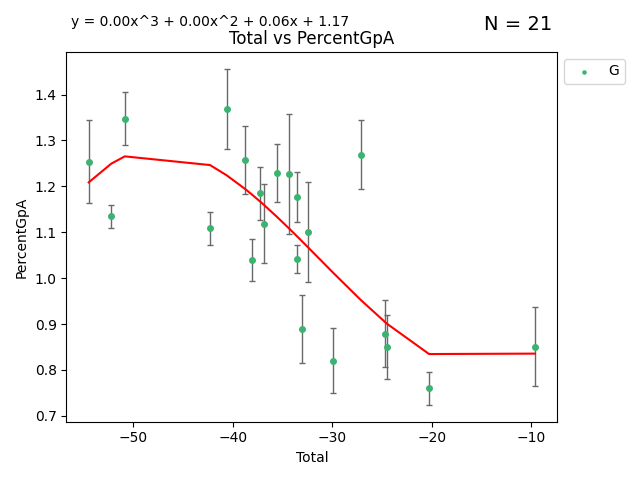 y = 0.00x^3 + 0.00x^2 + 0.06x + 1.17
N = 21
Total vs PercentGpA
G
PercentGpA
1.4
1.3
1.2
1.1
1.0
0.9
0.8
0.7
−50 −40 −30 −20 −10
Total